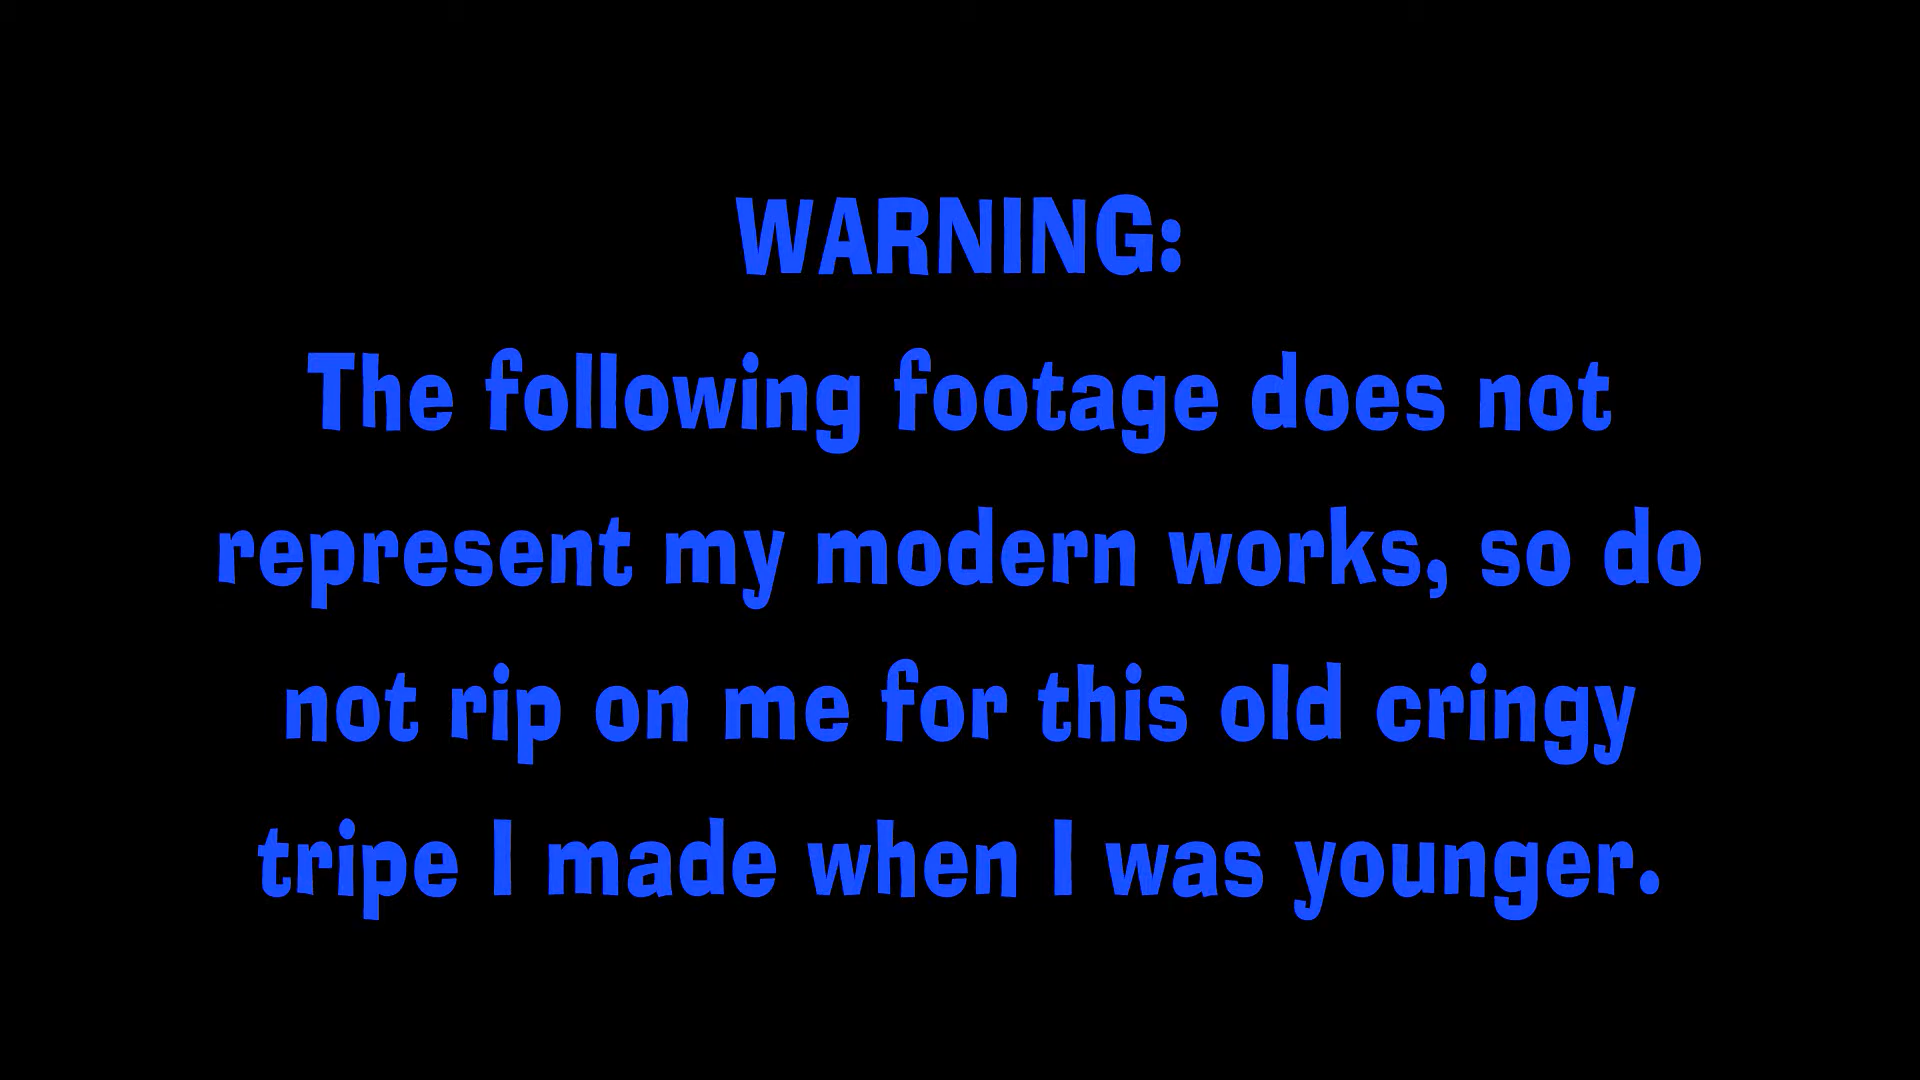 WARNING:
The following footage does not
represent my modern works, so do
not rip on me for this old cringy
tripe I made when I was younger.